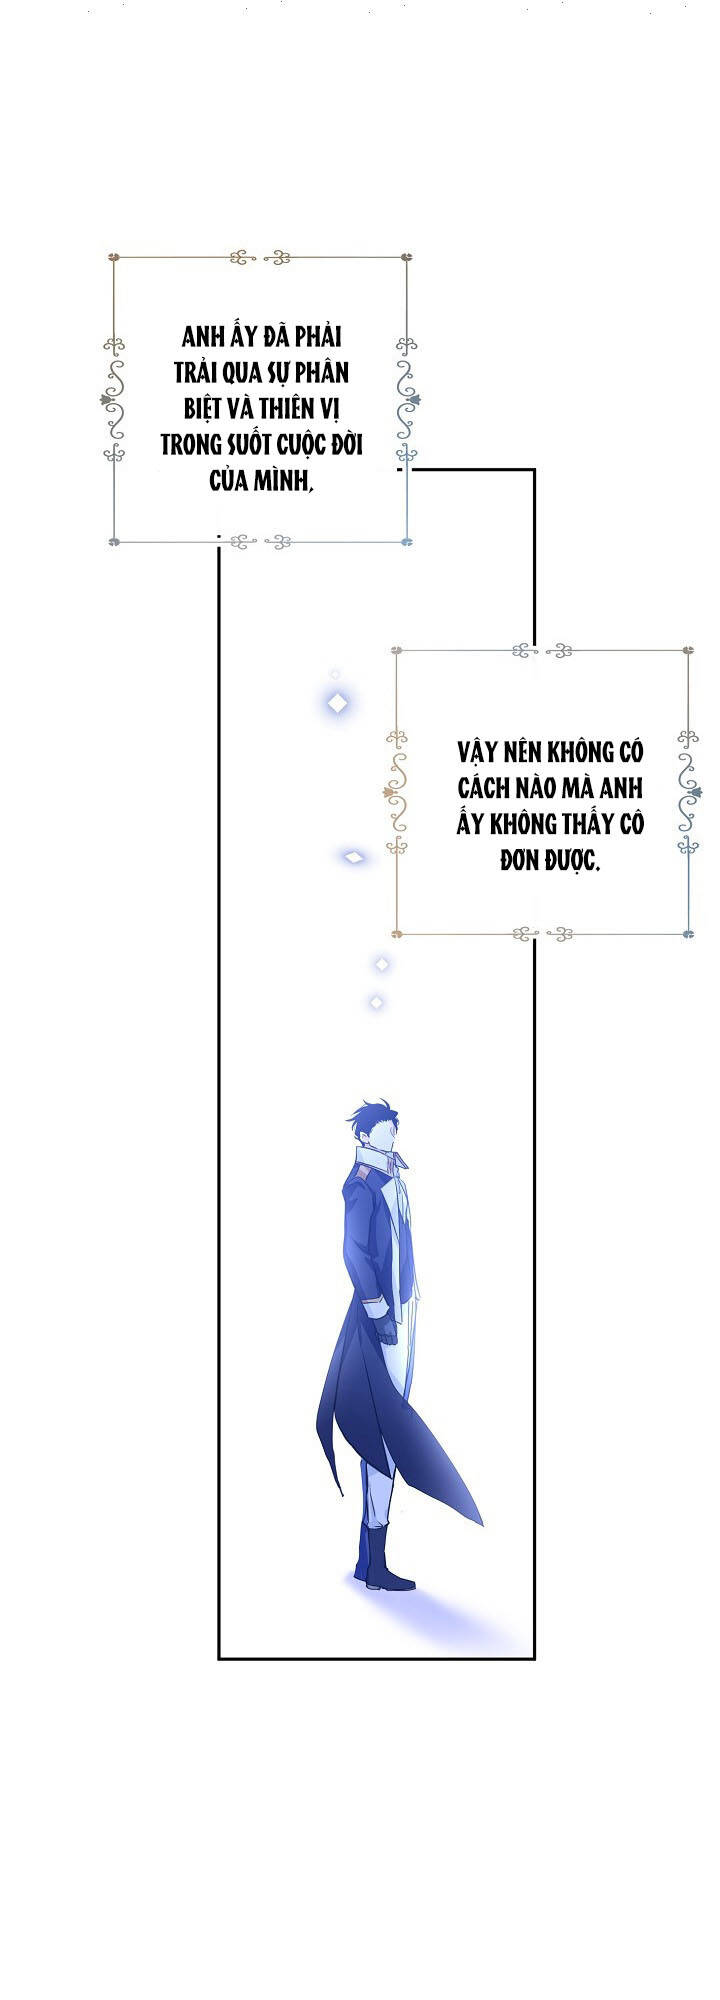 ANH ẤY ĐÃ PHẢI
TRẢI QUA SỰ PHÂN
BIỆT VÀ THIÊN VỊ
TRONG SUỐT CUỘC ĐỜI
CỦA MÌNH,
VẬY NÊN KHÔNG CÓ
CÁCH NÀO MÀ ANH
ẤY KHÔNG THẤY CÔ
ĐƠN ĐƯỢC.